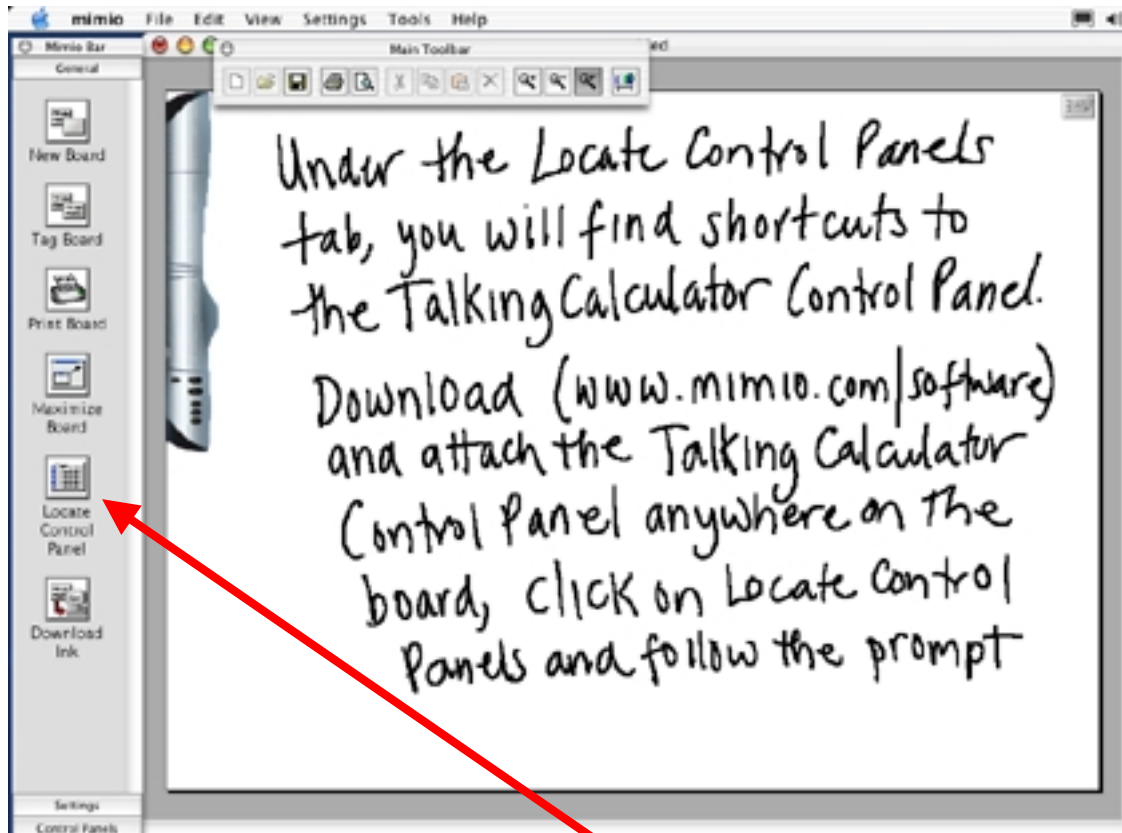 mimio File Edit View Settings Tools Help
Mimio Bar
Main Toolbar
General
New Board
Tag Board
Print Board
Maximize
Board
Locate
Control
Panel
Download
Ink
Settings
Control Panels
Under the Locate Control Panels
tab, you will find shortcuts to
the Talking Calculator Control Panel.
Download (www.mimio.com/software)
and attach the Talking Calculator
Control Panel anywhere on the
board, click on Locate Control
Panels and follow the prompt